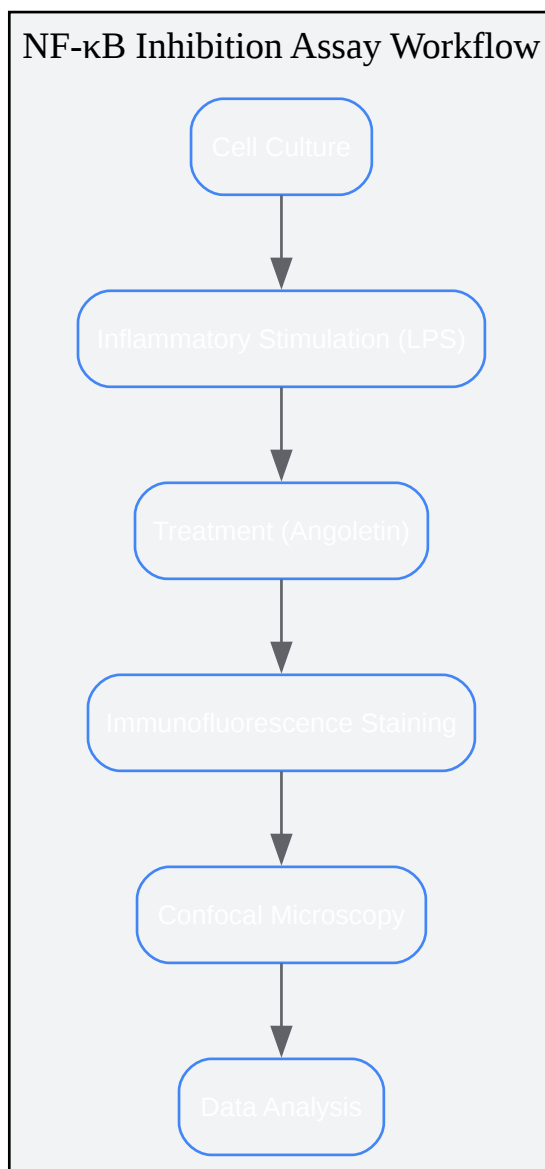 NF-κB Inhibition Assay Workflow
Cell Culture
Inflammatory Stimulation (LPS)
Treatment (Angoletin)
Immunofluorescence Staining
Confocal Microscopy
Data Analysis